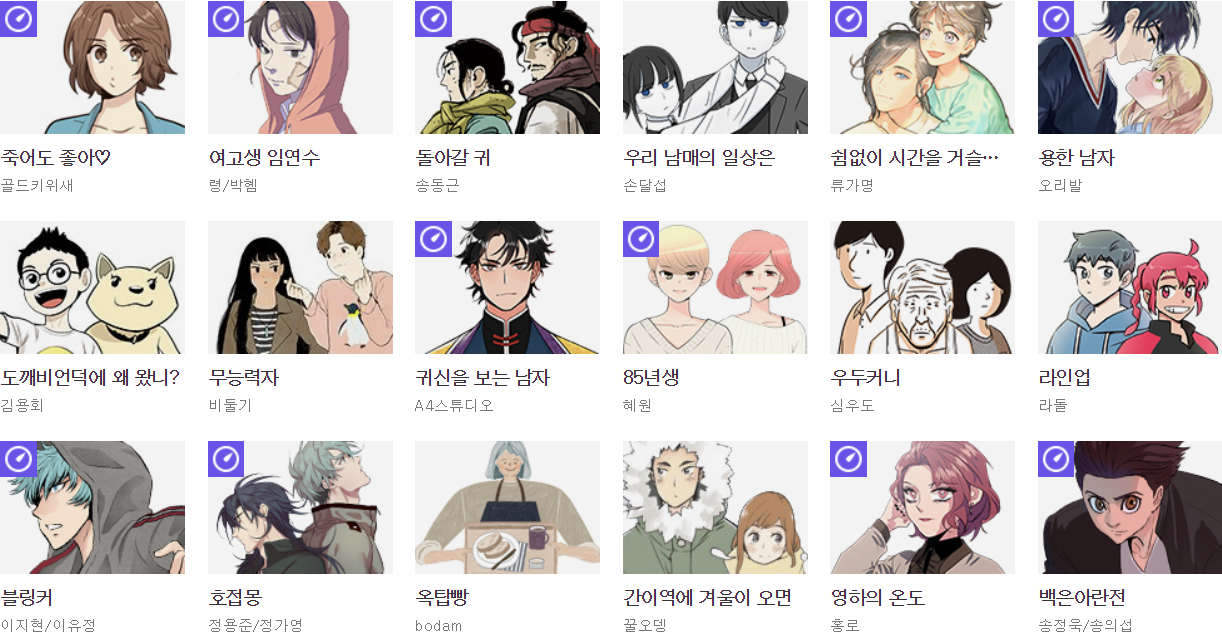 죽어도 좋아♡
골드키위새
여고생 임연수
령/박헴
돌아갈 귀
송동근
우리 남매의 일상은
손달섭
쉼없이 시간을 거슬…
류가명
용한 남자
오리발
도깨비언덕에 왜 왔니?
김용회
무능력자
비둘기
귀신을 보는 남자
A4스튜디오
85년생
혜원
우두커니
심우도
라인업
라돌
블링커
이지현/이유정
호접몽
정용준/정가영
옥탑빵
bodam
간이역에 겨울이 오면
꿀오뎅
영하의 온도
홍로
백은아란전
송정욱/송의섭